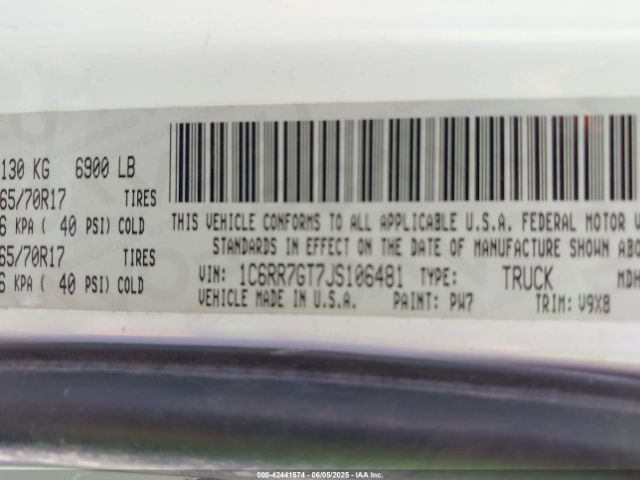 130 KG 6900 LB
65/70R17 TIRES
6 KPA ( 40 PSI) COLD
65/70R17 TIRES
6 KPA ( 40 PSI) COLD
THIS VEHICLE CONFORMS TO ALL APPLICABLE U.S.A. FEDERAL MOTOR V
STANDARDS IN EFFECT ON THE DATE OF MANUFACTURE SHOWN ABO
VIN: 1C6RR7GT7JS106481 TYPE: TRUCK MDH
VEHICLE MADE IN U.S.A. PAINT: PW7 TRIM: V9X8
000-42441574 | 06/05/2025 - IAA Inc.